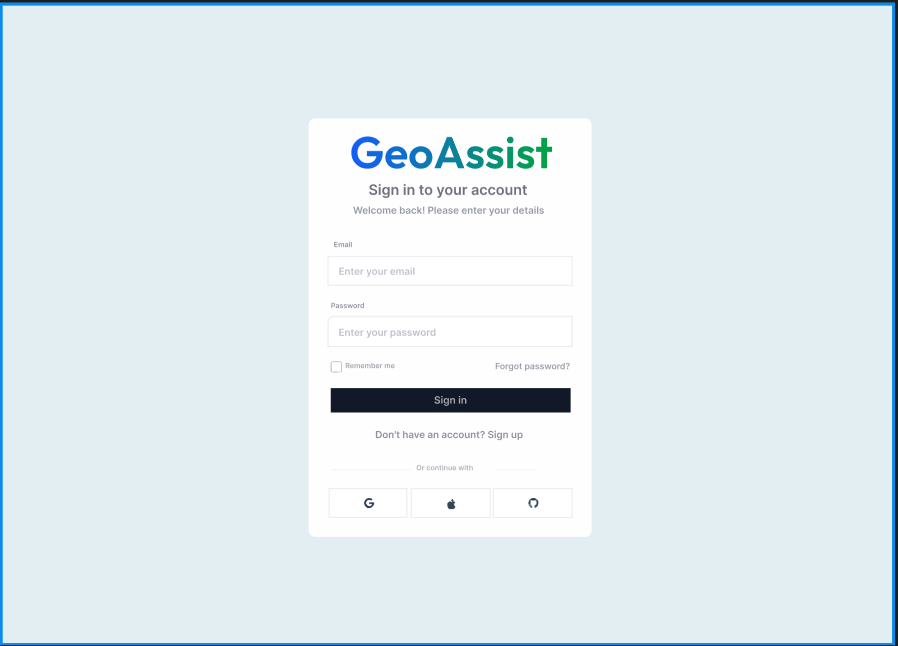 GeoAssist
Sign in to your account
Welcome back! Please enter your details
Email
Enter your email
Password
Enter your password
Remember me Forgot password?
Sign in
Don't have an account? Sign up
Or continue with